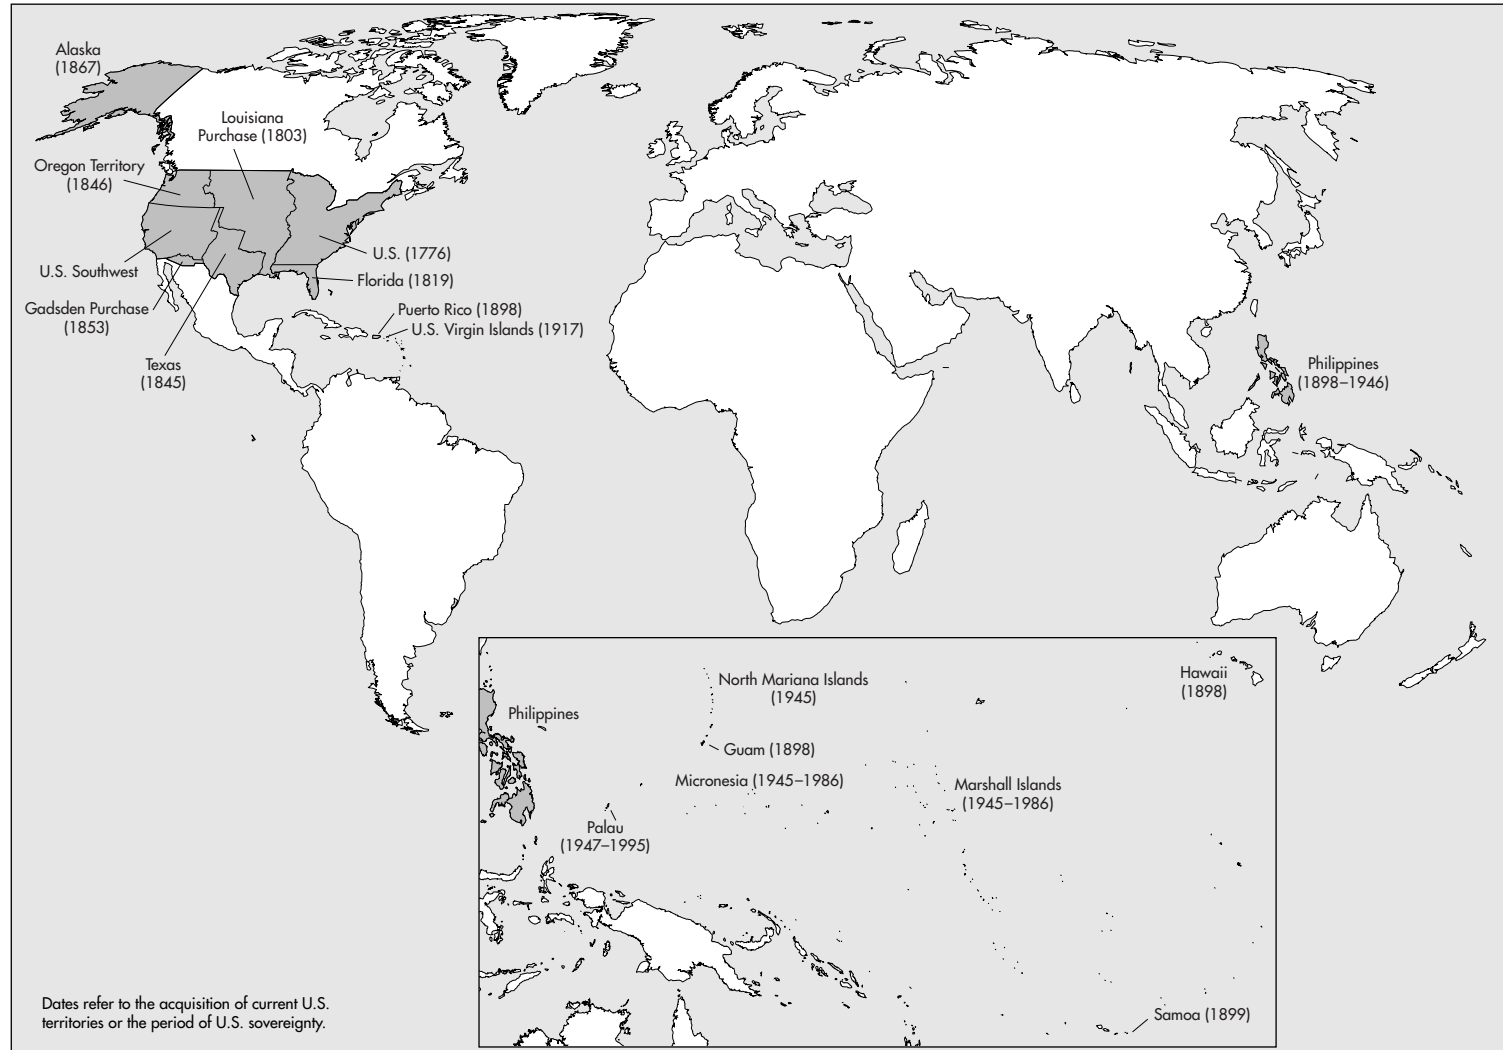 Alaska
(1867)
Louisiana
Purchase (1803)
Oregon Territory
(1846)
U.S. (1776)
U.S. Southwest
Florida (1819)
Gadsden Purchase
(1853)
Puerto Rico (1898)
U.S. Virgin Islands (1917)
Texas
(1845)
Philippines
(1898–1946)
North Mariana Islands
(1945)
Hawaii
(1898)
Philippines
Guam (1898)
Micronesia (1945–1986)
Marshall Islands
(1945–1986)
Palau
(1947–1995)
Samoa (1899)
Dates refer to the acquisition of current U.S.
territories or the period of U.S. sovereignty.